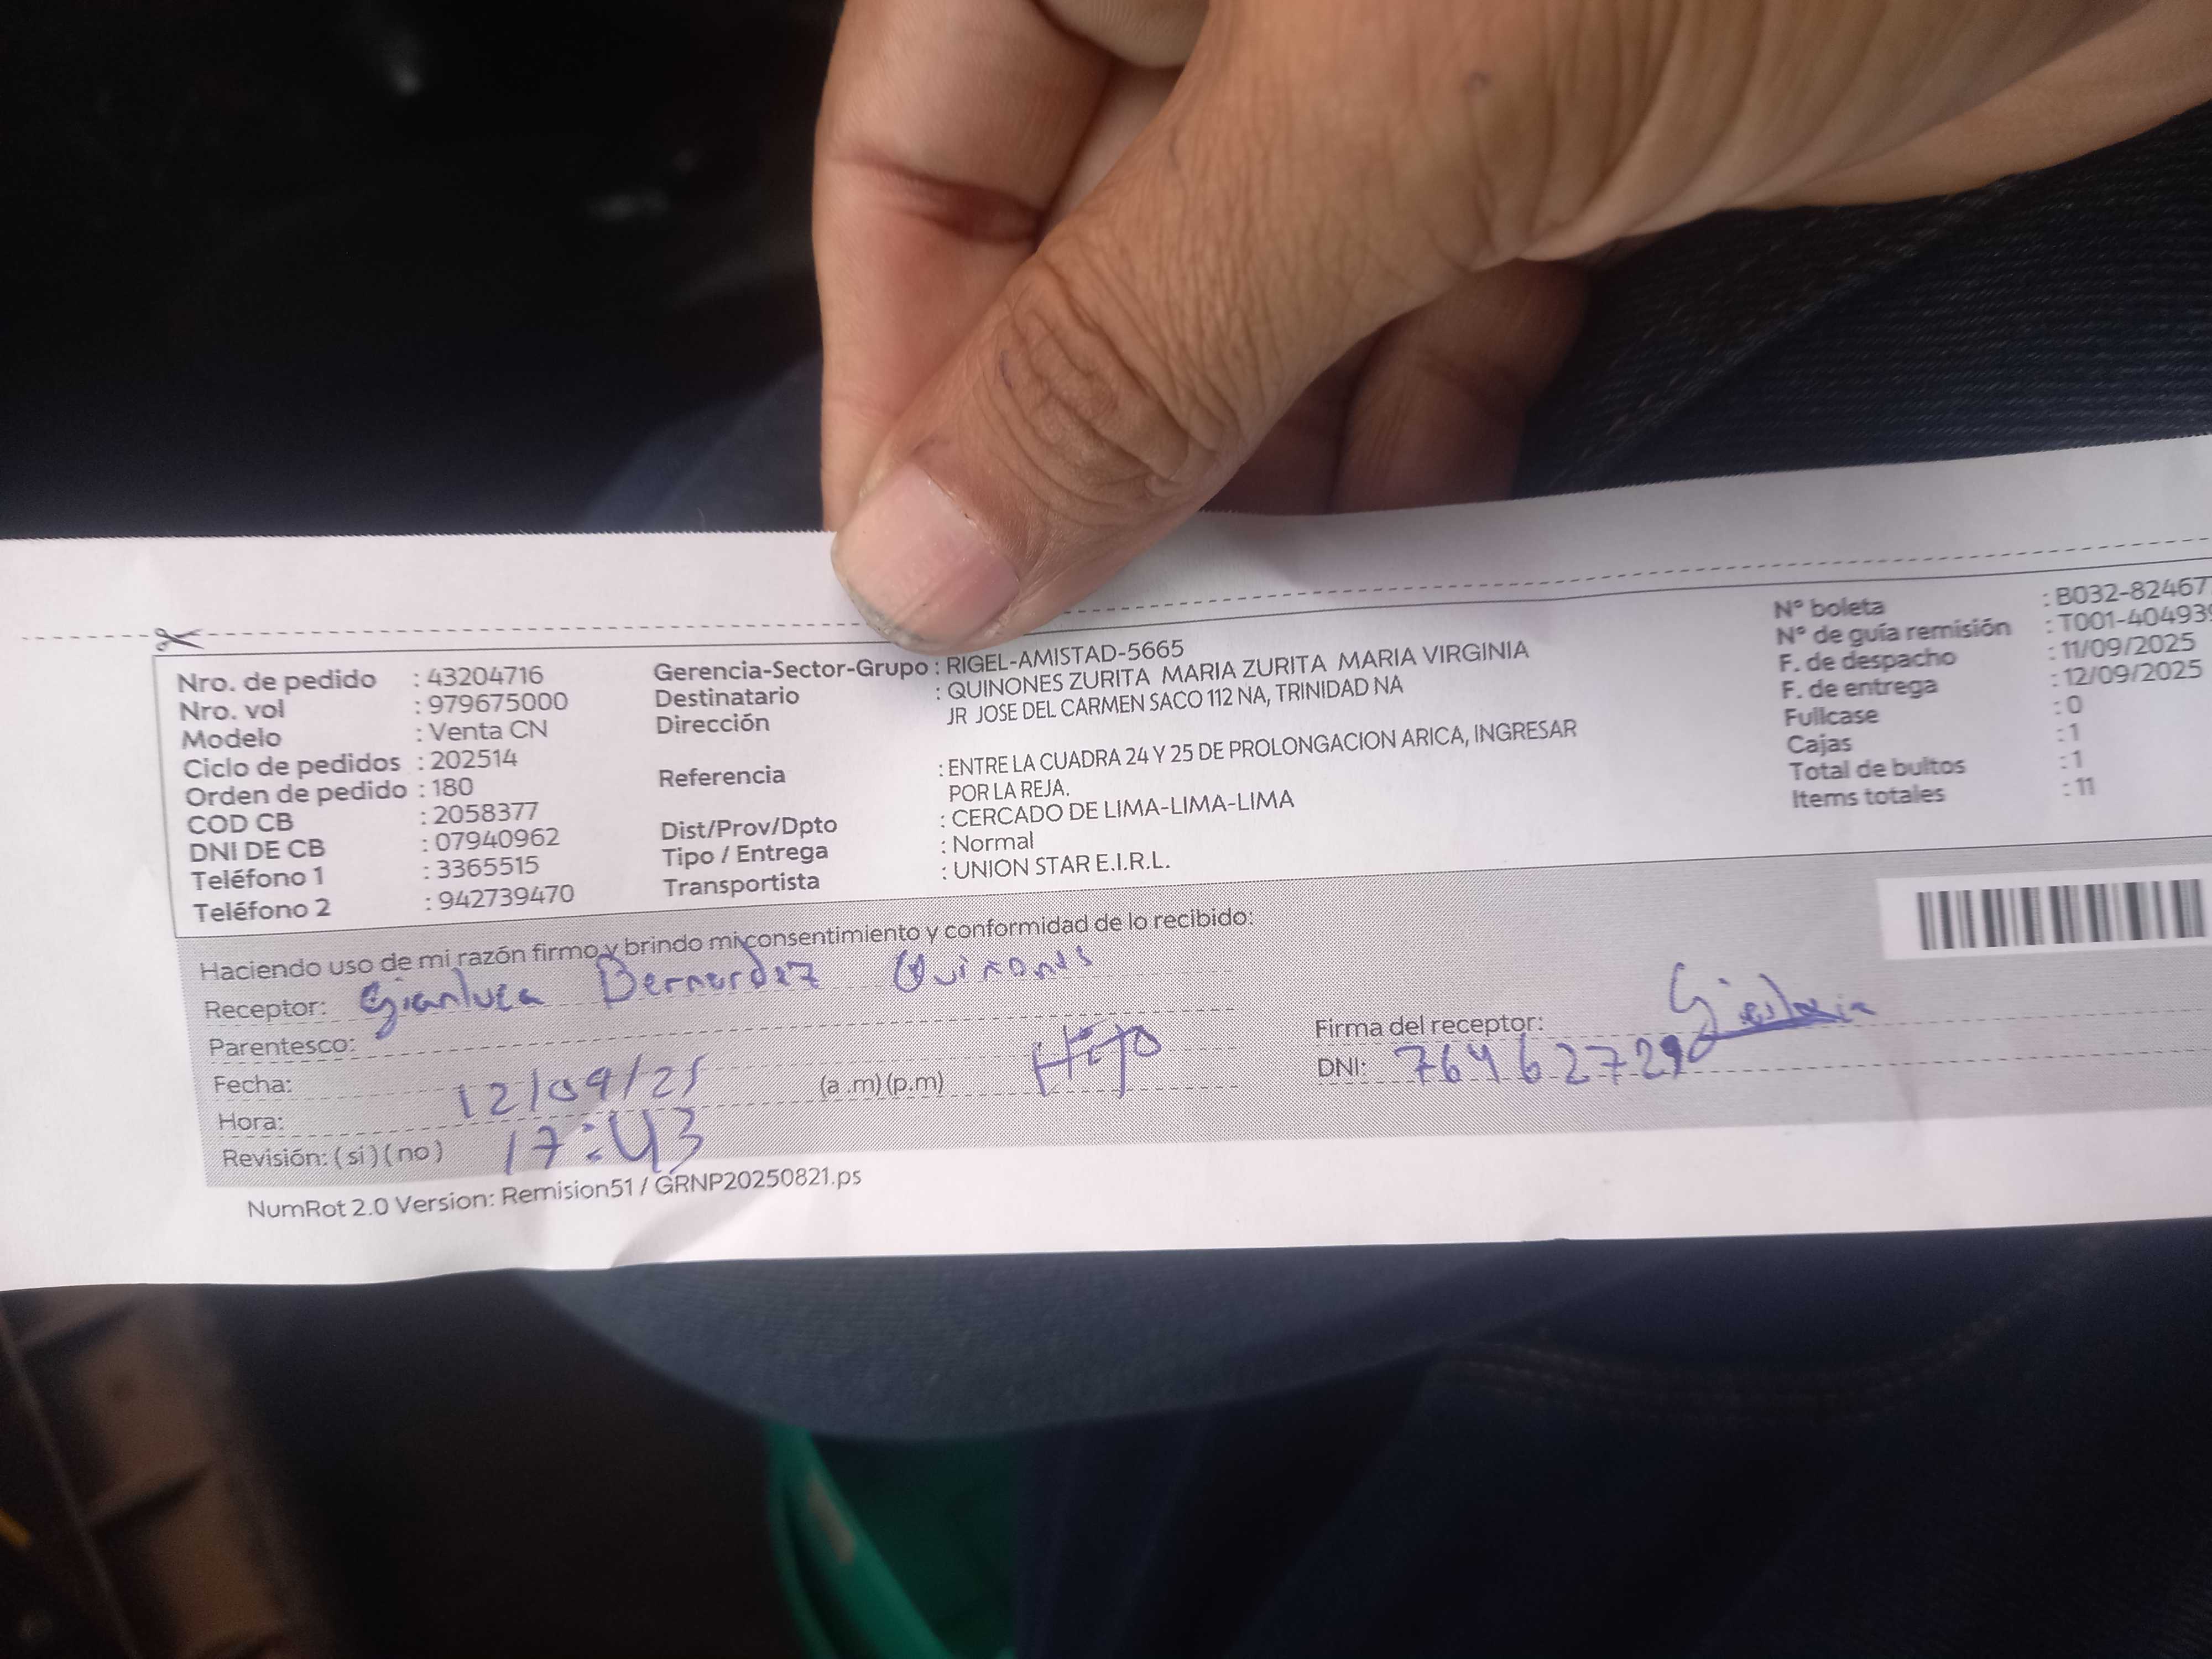 Nro. de pedido : 43204716
Nro. vol : 979675000
Modelo : Venta CN
Ciclo de pedidos : 202514
Orden de pedido : 180
COD CB : 2058377
DNI DE CB : 07940962
Teléfono 1 : 3365515
Teléfono 2 : 942739470
Gerencia-Sector-Grupo : RIGEL-AMISTAD-5665
Destinatario : QUINONES ZURITA MARIA ZURITA MARIA VIRGINIA
Dirección JR JOSE DEL CARMEN SACO 112 NA, TRINIDAD NA
Referencia : ENTRE LA CUADRA 24 Y 25 DE PROLONGACION ARICA, INGRESAR
POR LA REJA.
Dist/Prov/Dpto : CERCADO DE LIMA-LIMA-LIMA
Tipo / Entrega : Normal
Transportista : UNION STAR E.I.R.L.
N° boleta : B032-82467
N° de guía remisión : T001-40493
F. de despacho : 11/09/2025
F. de entrega : 12/09/2025
Fullcase : 0
Cajas : 1
Total de bultos : 1
Items totales : 11
Haciendo uso de mi razón firmo y brindo mi consentimiento y conformidad de lo recibido:
Receptor: Gianluca Bernardez Quinones
Parentesco: Hijo
Fecha: 12/09/25 (a .m) (p.m)
Hora: 17:43
Revisión: ( si ) ( no )
Firma del receptor:
DNI: 7646272
NumRot 2.0 Version: Remision51 / GRNP20250821.ps